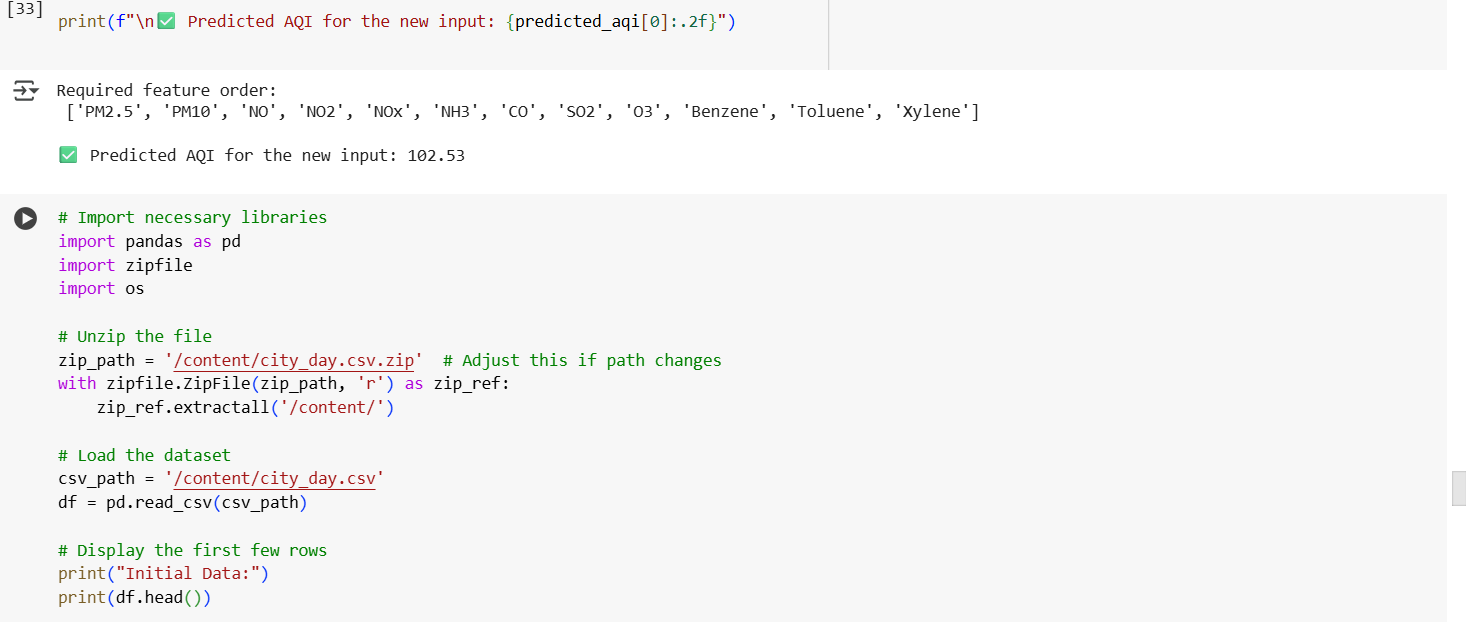 [33]
print(f"\n✅ Predicted AQI for the new input: {predicted_aqi[0]:.2f}")
Required feature order:
['PM2.5', 'PM10', 'NO', 'NO2', 'NOx', 'NH3', 'CO', 'SO2', 'O3', 'Benzene', 'Toluene', 'Xylene']
✅ Predicted AQI for the new input: 102.53
# Import necessary libraries
import pandas as pd
import zipfile
import os
# Unzip the file
zip_path = '/content/city_day.csv.zip'  # Adjust this if path changes
with zipfile.ZipFile(zip_path, 'r') as zip_ref:
    zip_ref.extractall('/content/')
# Load the dataset
csv_path = '/content/city_day.csv'
df = pd.read_csv(csv_path)
# Display the first few rows
print("Initial Data:")
print(df.head())